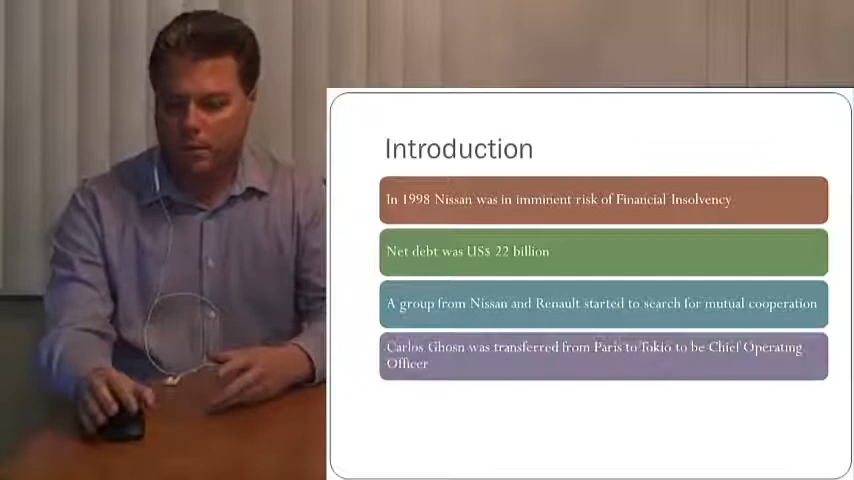 Introduction
In 1998 Nissan was in imminent risk of Financial Insolvency
Net debt was US$ 22 billion
A group from Nissan and Renault started to search for mutual cooperation
Carlos Ghosn was transferred from Paris to Tokio to be Chief Operating
Officer